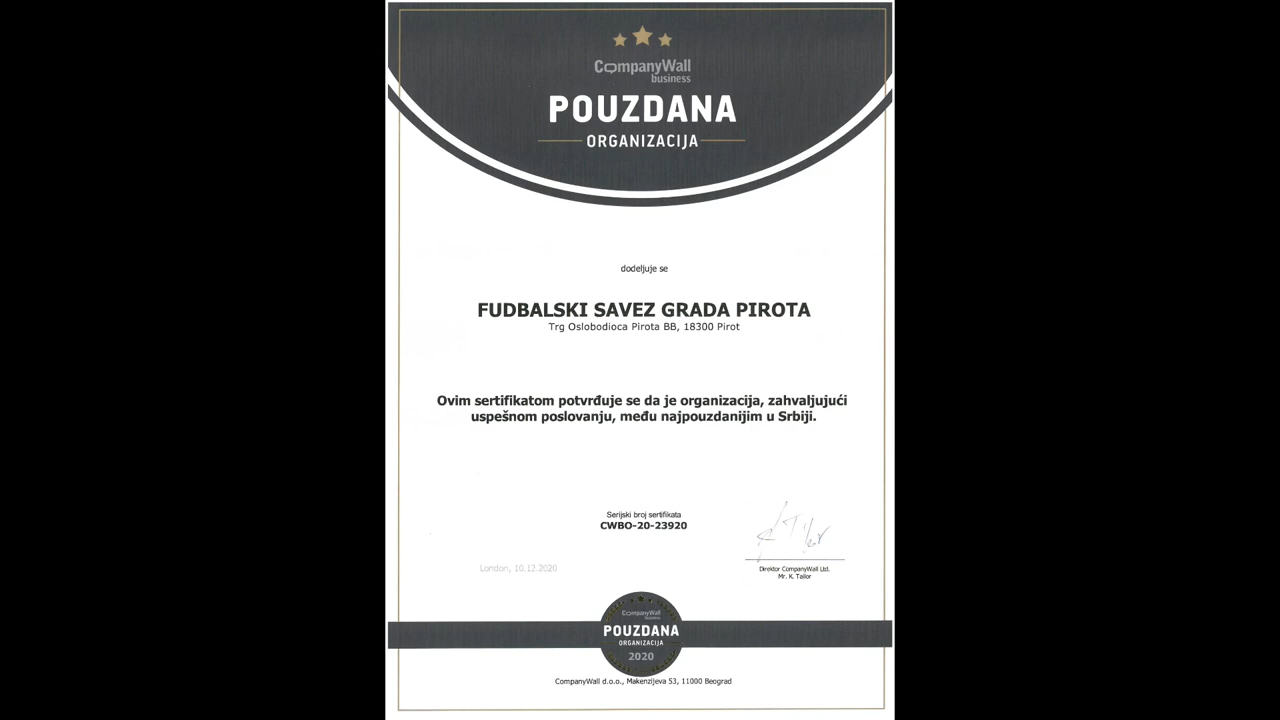 CompanyWall
business
POUZDANA
ORGANIZACIJA
dodeljuje se
FUDBALSKI SAVEZ GRADA PIROTA
Trg Oslobodioca Pirota BB, 18300 Pirot
Ovim sertifikatom potvrđuje se da je organizacija, zahvaljujući
uspešnom poslovanju, među najpouzdanijim u Srbiji.
Serijski broj sertifikata
CWBO-20-23920
London, 10.12.2020
Direktor CompanyWall Ltd.
Mr. K. Tailor
CompanyWall
business
POUZDANA
ORGANIZACIJA
2020
CompanyWall d.o.o., Makenzijeva 53, 11000 Beograd